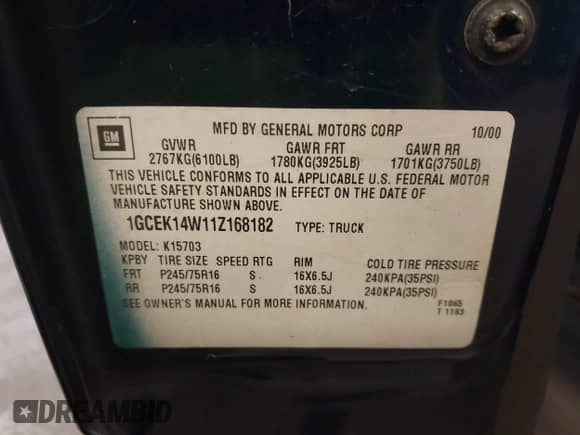 MFD BY GENERAL MOTORS CORP 10/00
GM
GVWR GAWR FRT GAWR RR
2767KG(6100LB) 1780KG(3925LB) 1701KG(3750LB)
THIS VEHICLE CONFORMS TO ALL APPLICABLE U.S. FEDERAL MOTOR
VEHICLE SAFETY STANDARDS IN EFFECT ON THE DATE OF
MANUFACTURE SHOWN ABOVE.
1GCEK14W11Z168182 TYPE: TRUCK
MODEL: K15703
KPBY TIRE SIZE SPEED RTG RIM COLD TIRE PRESSURE
FRT P245/75R16 S 16X6.5J 240KPA(35PSI)
RR P245/75R16 S 16X6.5J 240KPA(35PSI)
SEE OWNER'S MANUAL FOR MORE INFORMATION.
F1065
T 1183
DREAMBID